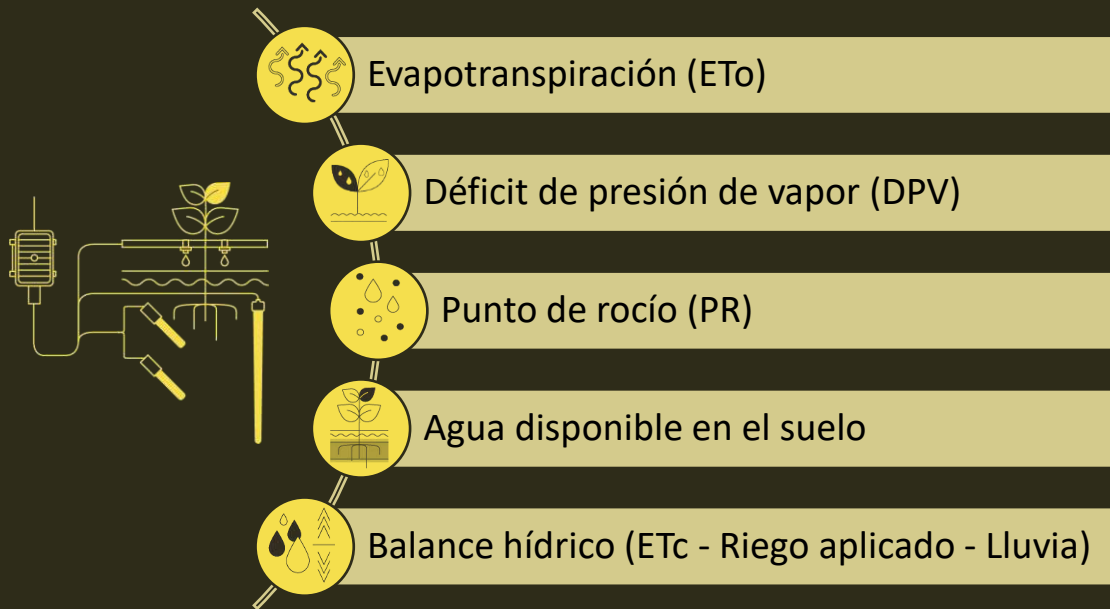 Evapotranspiración (ETo)
Déficit de presión de vapor (DPV)
Punto de rocío (PR)
Agua disponible en el suelo
Balance hídrico (ETc - Riego aplicado - Lluvia)